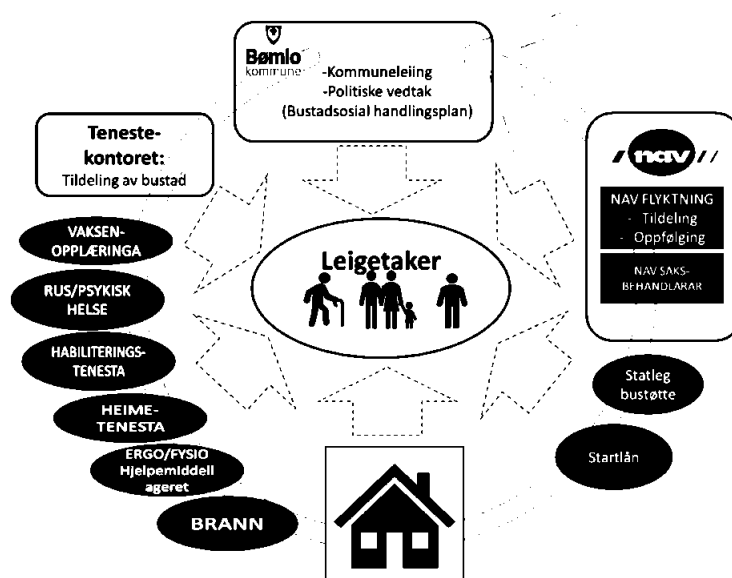 Bømlo
kommune
-Kommuneleiing
-Politiske vedtak
(Bustadsosial handlingsplan)
Teneste-
kontoret:
Tildeling av bustad
nav
NAV FLYKTNING
- Tildeling
- Oppfølging
NAV SAKS-
BEHANDLARAR
VAKSEN-
OPPLÆRINGA
RUS/PSYKISK
HELSE
HABILITERINGS-
TENESTA
HEIME-
TENESTA
ERGO/FYSIO
Hjelpemiddell
ageret
BRANN
Leigetaker
Statleg
bustøtte
Startlån